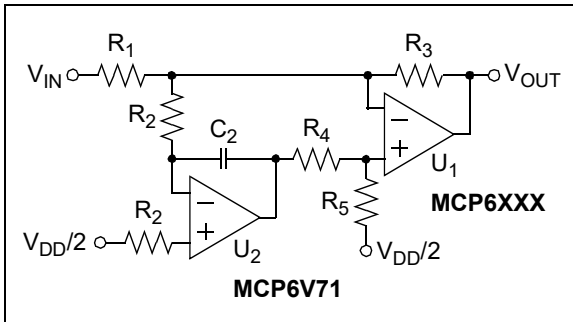 R1
R3
VIN
VOUT
R2
C2
R4
U1
R5
MCP6XXX
R2
VDD/2
U2
VDD/2
MCP6V71